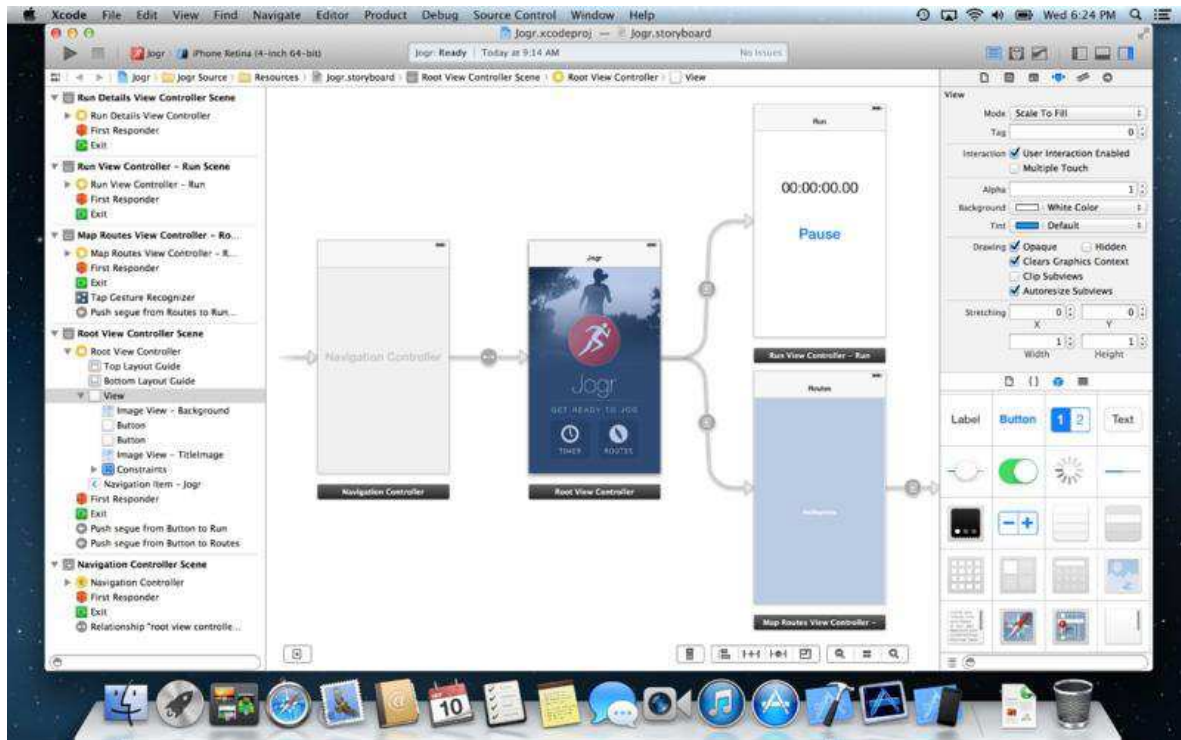 Xcode File Edit View Find Navigate Editor Product Debug Source Control Window Help Wed 6:24 PM
Jogr.xcodeproj — Jogr.storyboard
Jogr iPhone Retina (4-inch 64-bit) Jogr: Ready Today at 9:14 AM No Issues
Jogr Jogr Source Resources Jogr.storyboard Root View Controller Scene Root View Controller View
Run Details View Controller Scene
Run Details View Controller
First Responder
Exit
Run View Controller – Run Scene
Run View Controller – Run
First Responder
Exit
Map Routes View Controller – Ro...
Map Routes View Controller – R...
First Responder
Exit
Tap Gesture Recognizer
Push segue from Routes to Run...
Root View Controller Scene
Root View Controller
Top Layout Guide
Bottom Layout Guide
View
Image View – Background
Button
Button
Image View – TitleImage
Constraints
Navigation Item – Jogr
First Responder
Exit
Push segue from Button to Run
Push segue from Button to Routes
Navigation Controller Scene
Navigation Controller
First Responder
Exit
Relationship "root view controlle...
Navigation Controller
Navigation Controller
Jogr
Jogr
GET READY TO JOG
TIMER ROUTES
Root View Controller
Run
00:00:00.00
Pause
Run View Controller – Run
Routes
Map Routes View Controller –
View
Mode Scale To Fill
Tag 0
Interaction User Interaction Enabled
Multiple Touch
Alpha 1
Background White Color
Tint Default
Drawing Opaque Hidden
Clears Graphics Context
Clip Subviews
Autoresize Subviews
Stretching 0 0
X Y
1 1
Width Height
Label Button 1 2 Text
10